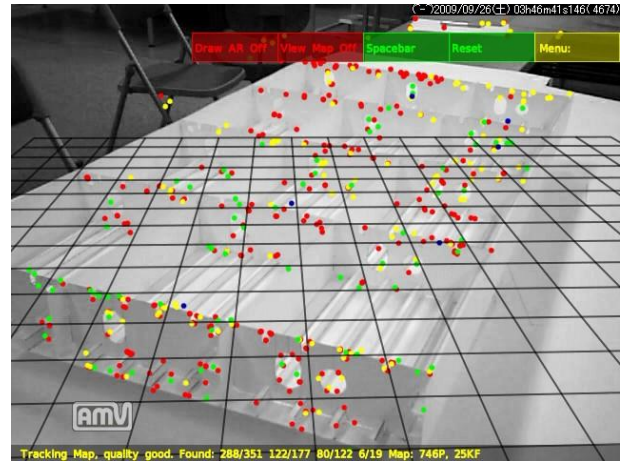 (^-^)2009/09/26(土) 03h46m41s146( 4674)
Draw AR Off View Map Off Spacebar Reset Menu:
AMV
Tracking Map, quality good. Found: 288/351 122/177 80/122 6/19 Map: 746P, 25KF